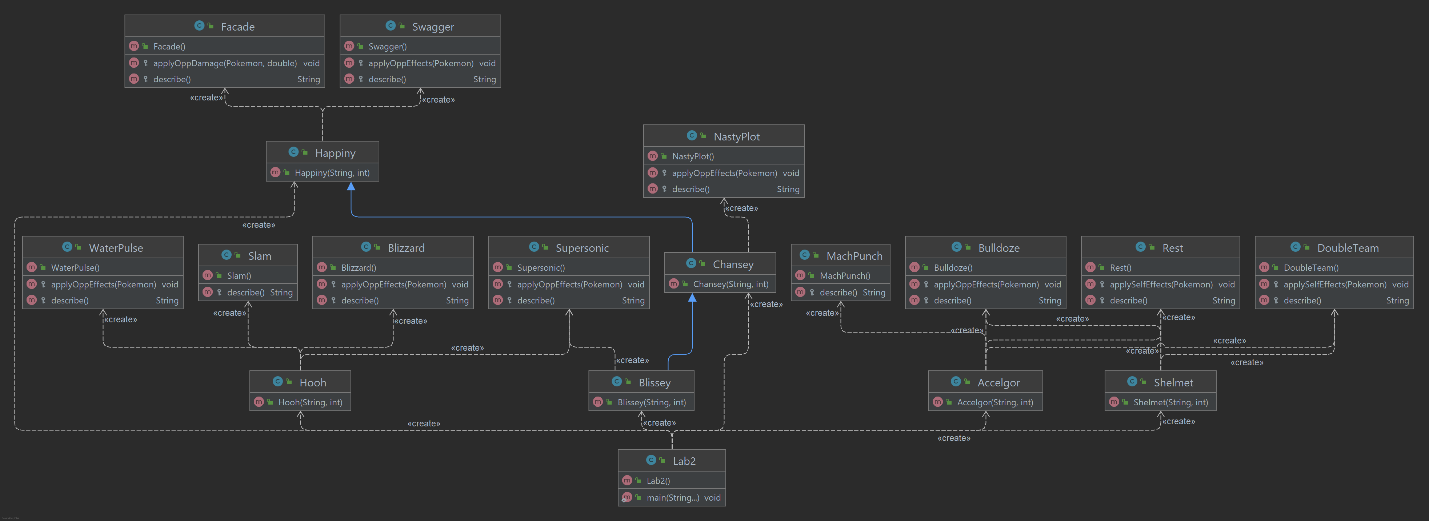 Facade
Facade()
applyOppDamage(Pokemon, double) void
describe() String
Swagger
Swagger()
applyOppEffects(Pokemon) void
describe() String
«create»
«create»
Happiny
Happiny(String, int)
NastyPlot
NastyPlot()
applyOppEffects(Pokemon) void
describe() String
«create»
«create»
WaterPulse
WaterPulse()
applyOppEffects(Pokemon) void
describe() String
Slam
Slam()
describe() String
Blizzard
Blizzard()
applyOppEffects(Pokemon) void
describe() String
Supersonic
Supersonic()
applyOppEffects(Pokemon) void
describe() String
Chansey
Chansey(String, int)
MachPunch
MachPunch()
describe() String
Bulldoze
Bulldoze()
applyOppEffects(Pokemon) void
describe() String
Rest
Rest()
applySelfEffects(Pokemon) void
describe() String
DoubleTeam
DoubleTeam()
applySelfEffects(Pokemon) void
describe() String
«create»
«create»
«create»
«create»
«create»
«create»
«create»
«create»
«create»
«create»
«create»
«create»
Hooh
Hooh(String, int)
Blissey
Blissey(String, int)
Accelgor
Accelgor(String, int)
Shelmet
Shelmet(String, int)
«create»
«create»
«create»
«create»
Lab2
Lab2()
main(String...) void